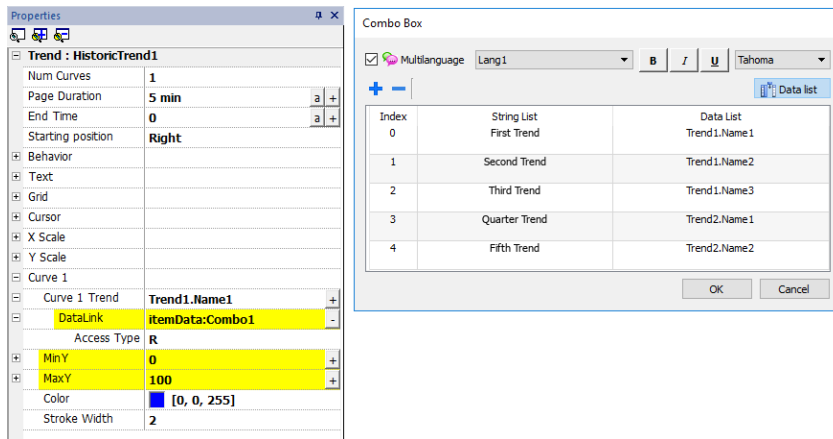 Properties
Trend : HistoricTrend1
Num Curves 1
Page Duration 5 min a +
End Time 0 a +
Starting position Right
Behavior
Text
Grid
Cursor
X Scale
Y Scale
Curve 1
Curve 1 Trend Trend1.Name1 +
DataLink itemData:Combo1 -
Access Type R
MinY 0 +
MaxY 100 +
Color [0, 0, 255]
Stroke Width 2
Combo Box
Multilanguage Lang1 B I U Tahoma
Data list
Index String List Data List
0 First Trend Trend1.Name1
1 Second Trend Trend1.Name2
2 Third Trend Trend1.Name3
3 Quarter Trend Trend2.Name1
4 Fifth Trend Trend2.Name2
OK Cancel